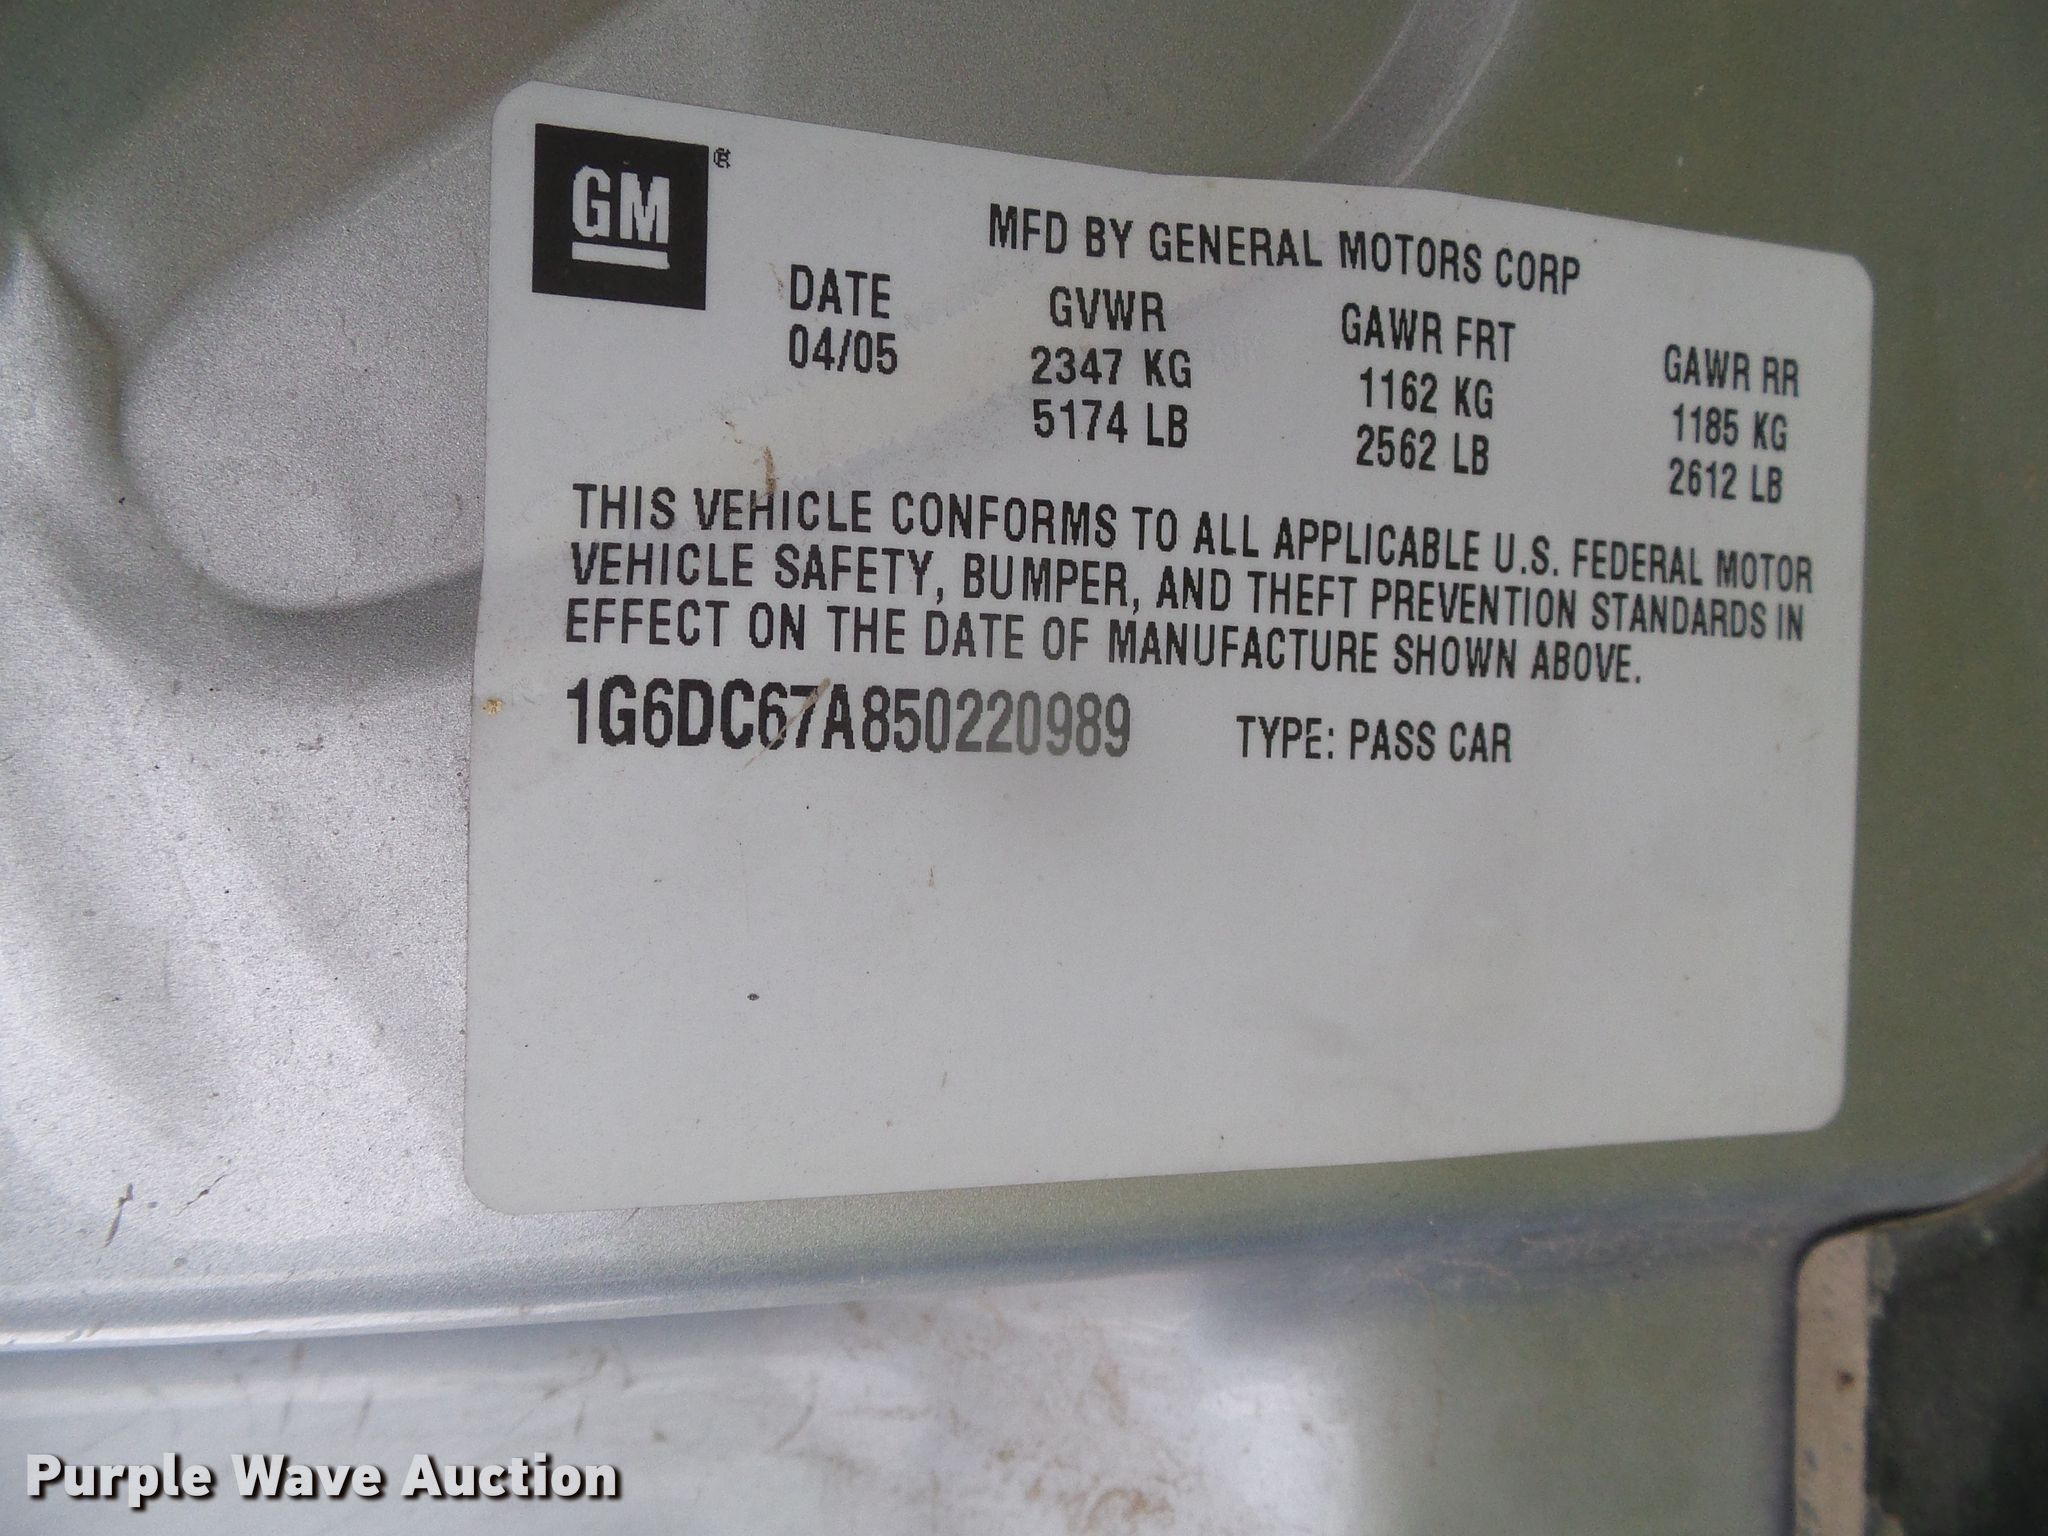 GM ®
MFD BY GENERAL MOTORS CORP
DATE GVWR GAWR FRT GAWR RR
04/05 2347 KG 1162 KG 1185 KG
5174 LB 2562 LB 2612 LB
THIS VEHICLE CONFORMS TO ALL APPLICABLE U.S. FEDERAL MOTOR
VEHICLE SAFETY, BUMPER, AND THEFT PREVENTION STANDARDS IN
EFFECT ON THE DATE OF MANUFACTURE SHOWN ABOVE.
1G6DC67A850220989 TYPE: PASS CAR
Purple Wave Auction